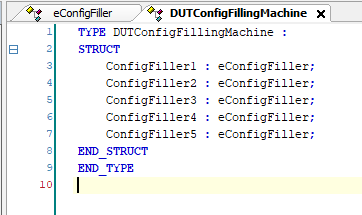 eConfigFiller DUTConfigFillingMachine X
1 TYPE DUTConfigFillingMachine :
2 STRUCT
3 ConfigFiller1 : eConfigFiller;
4 ConfigFiller2 : eConfigFiller;
5 ConfigFiller3 : eConfigFiller;
6 ConfigFiller4 : eConfigFiller;
7 ConfigFiller5 : eConfigFiller;
8 END_STRUCT
9 END_TYPE
10